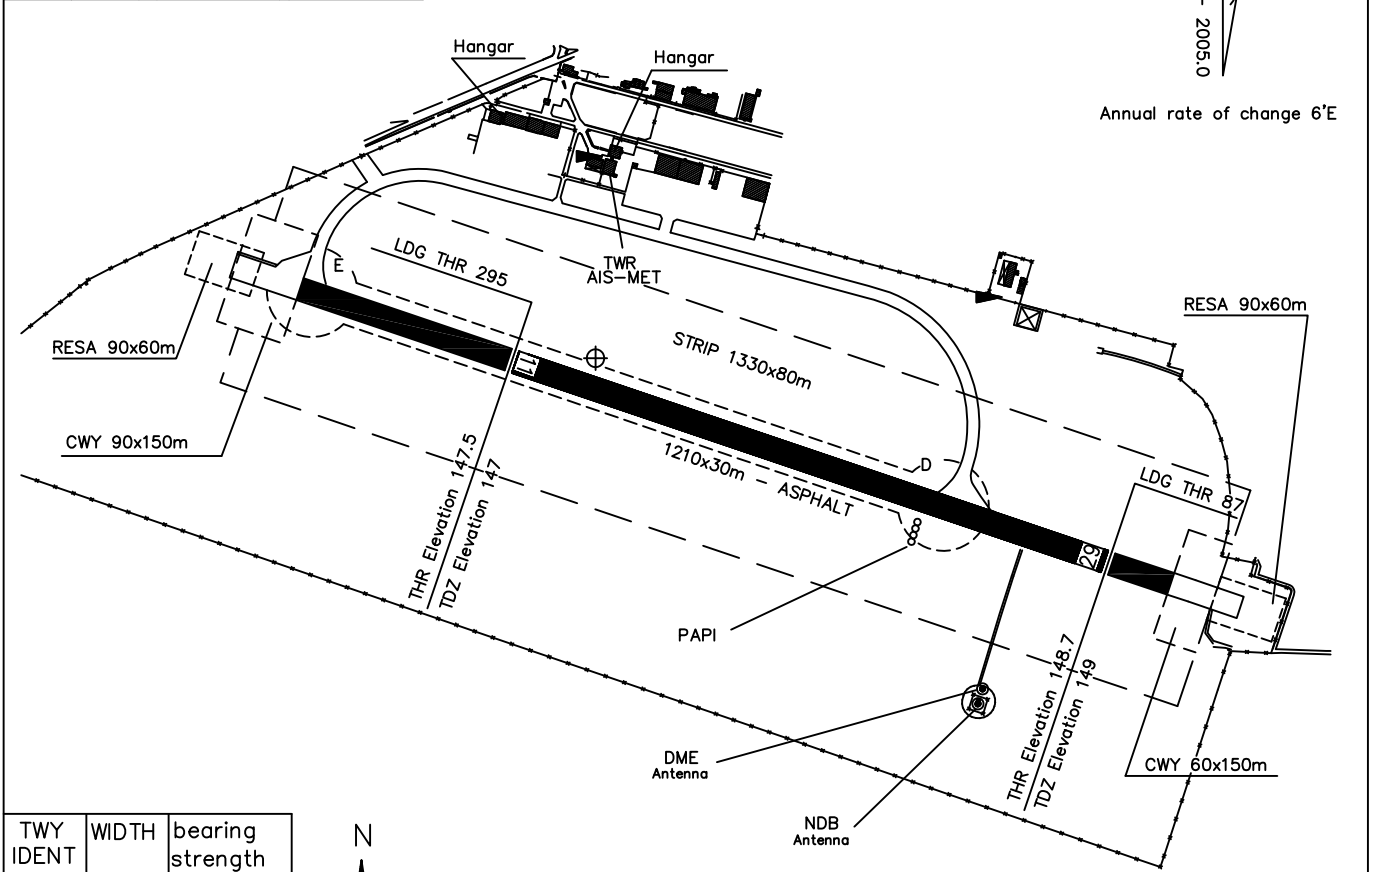 2005.0
Annual rate of change 6'E
Hangar
Hangar
TWR
AIS-MET
E
LDG THR 295
RESA 90x60m
RESA 90x60m
STRIP 1330x80m
11
CWY 90x150m
1210x30m - ASPHALT
D
LDG THR 87
THR Elevation 147.5
TDZ Elevation 147
29
PAPI
THR Elevation 148.7
TDZ Elevation 149
DME
Antenna
CWY 60x150m
NDB
Antenna
TWY
IDENT
WIDTH
bearing
strength
N